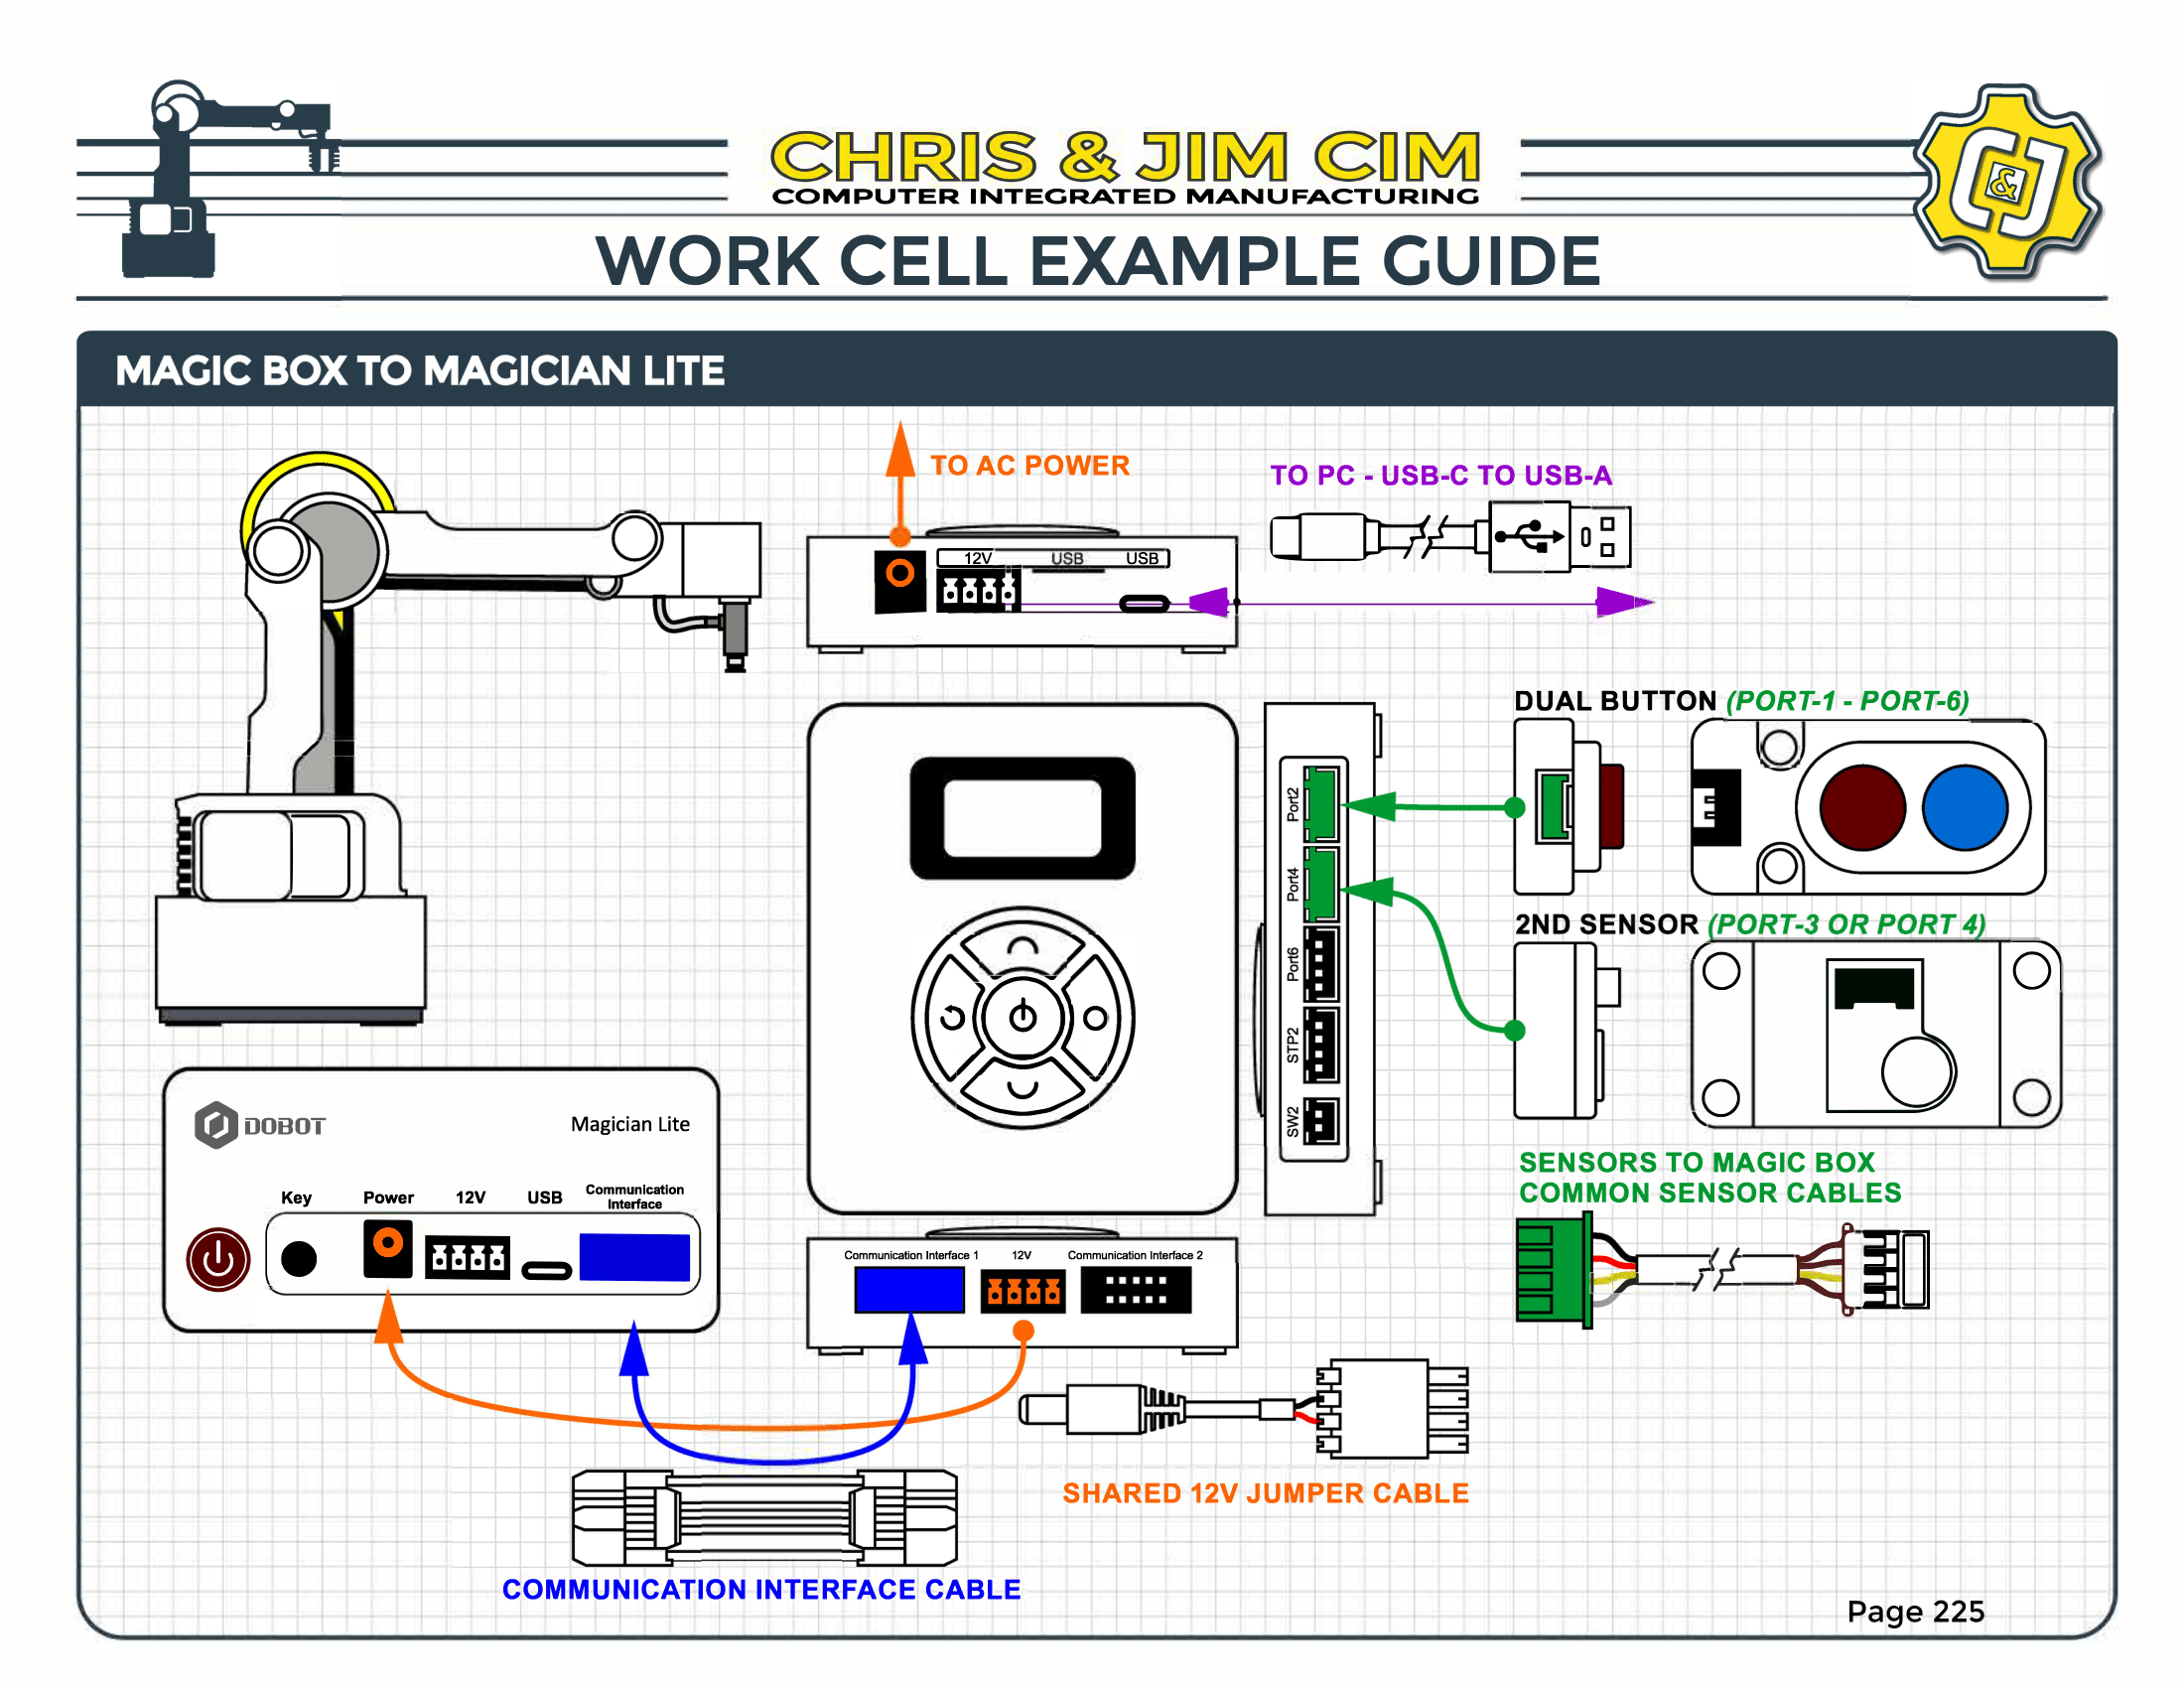 CHRIS & JIM CIM
COMPUTER INTEGRATED MANUFACTURING
C&J
WORK CELL EXAMPLE GUIDE
MAGIC BOX TO MAGICIAN LITE
TO AC POWER
TO PC - USB-C TO USB-A
12V USB USB
DUAL BUTTON (PORT-1 - PORT-6)
Port2
Port4
Port6
STP2
SW2
2ND SENSOR (PORT-3 OR PORT 4)
DOBOT
Magician Lite
Key Power 12V USB Communication
Interface
SENSORS TO MAGIC BOX
COMMON SENSOR CABLES
Communication Interface 1 12V Communication Interface 2
SHARED 12V JUMPER CABLE
COMMUNICATION INTERFACE CABLE
Page 225